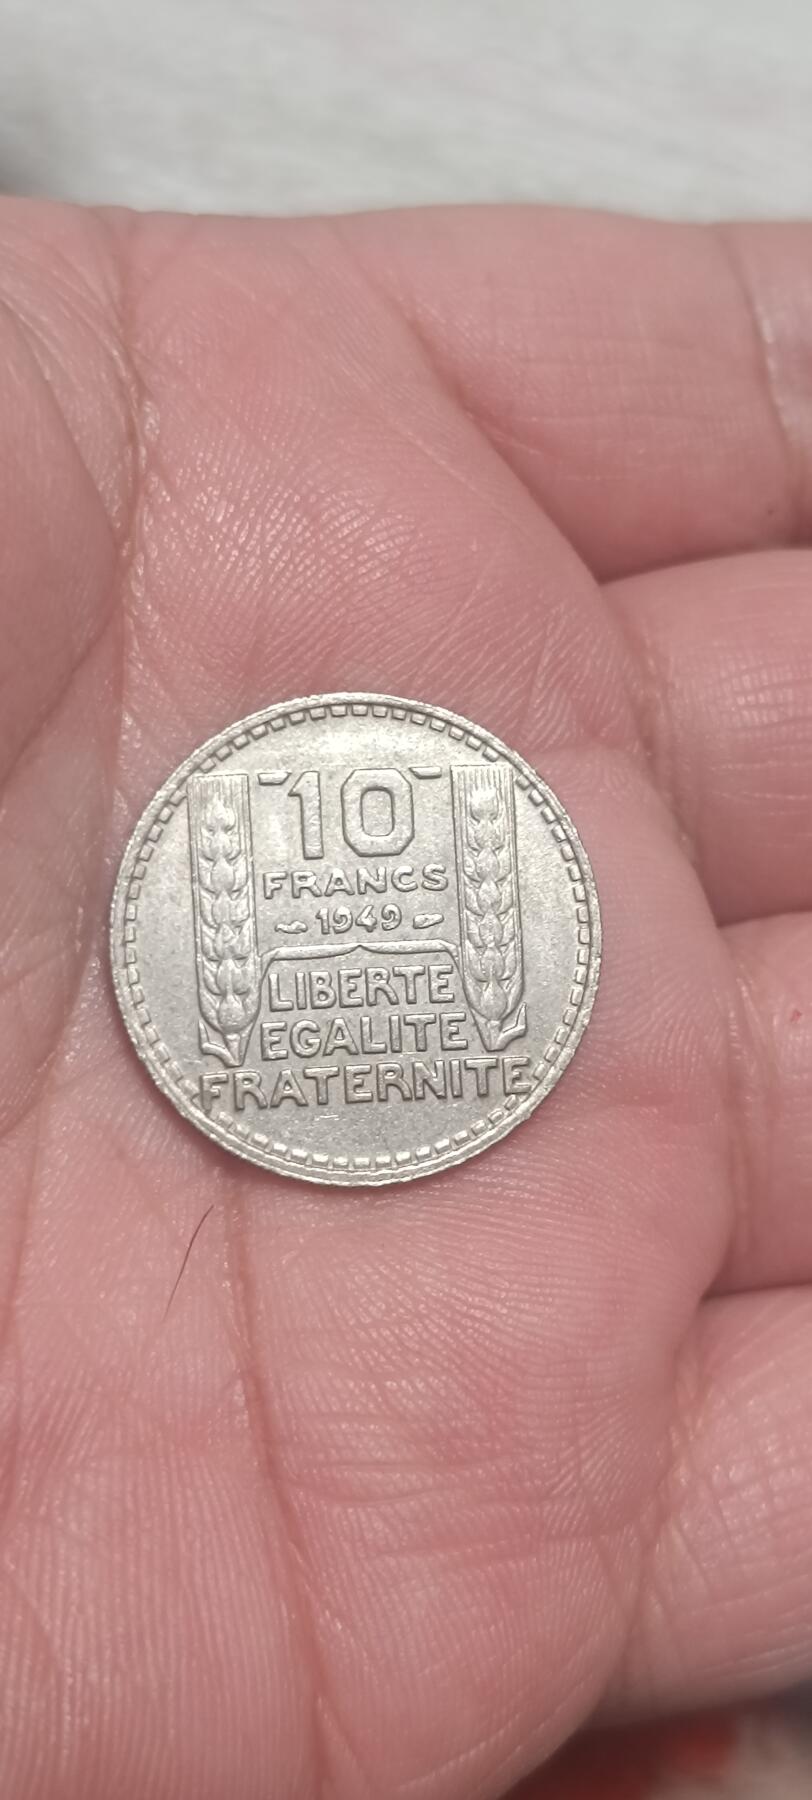 10
FRANCS
1949
LIBERTE
EGALITE
FRATERNITE